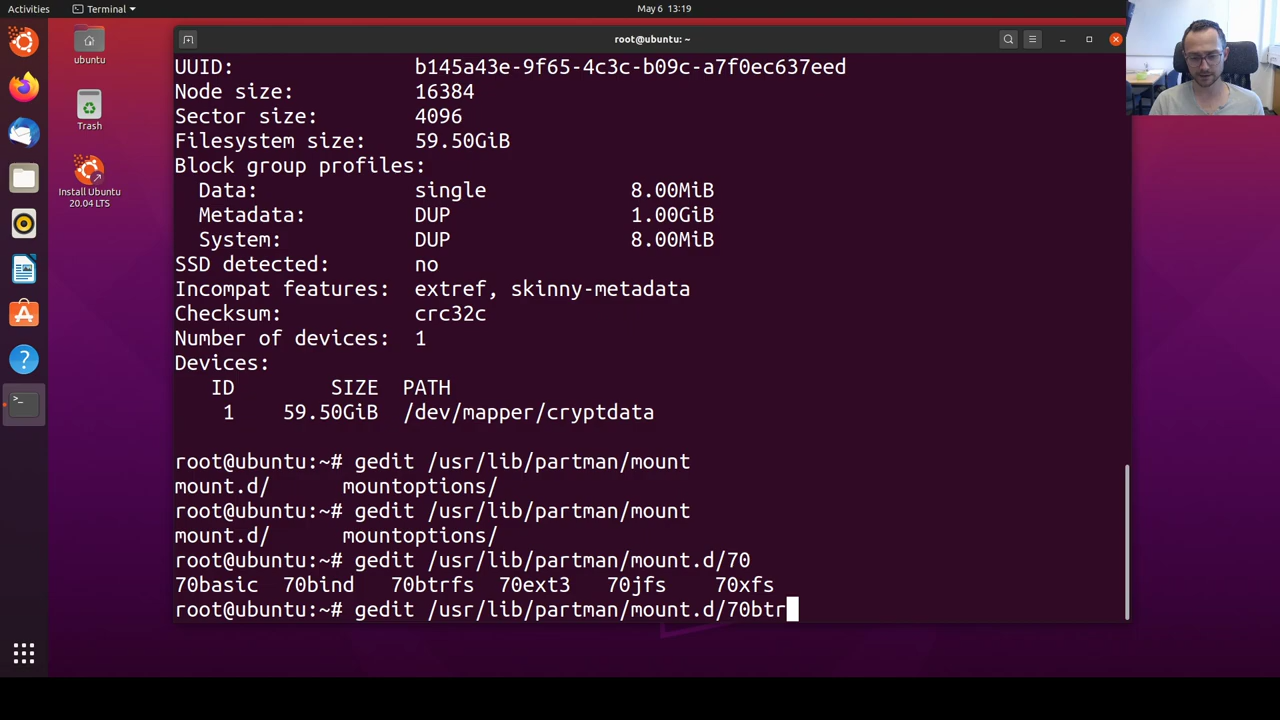 Activities
Terminal
May 6 13:19
root@ubuntu: ~
ubuntu
Trash
Install Ubuntu
20.04 LTS
UUID: b145a43e-9f65-4c3c-b09c-a7f0ec637eed
Node size: 16384
Sector size: 4096
Filesystem size: 59.50GiB
Block group profiles:
Data: single 8.00MiB
Metadata: DUP 1.00GiB
System: DUP 8.00MiB
SSD detected: no
Incompat features: extref, skinny-metadata
Checksum: crc32c
Number of devices: 1
Devices:
ID SIZE PATH
1 59.50GiB /dev/mapper/cryptdata
root@ubuntu:~# gedit /usr/lib/partman/mount
mount.d/ mountoptions/
root@ubuntu:~# gedit /usr/lib/partman/mount
mount.d/ mountoptions/
root@ubuntu:~# gedit /usr/lib/partman/mount.d/70
70basic 70bind 70btrfs 70ext3 70jfs 70xfs
root@ubuntu:~# gedit /usr/lib/partman/mount.d/70btr